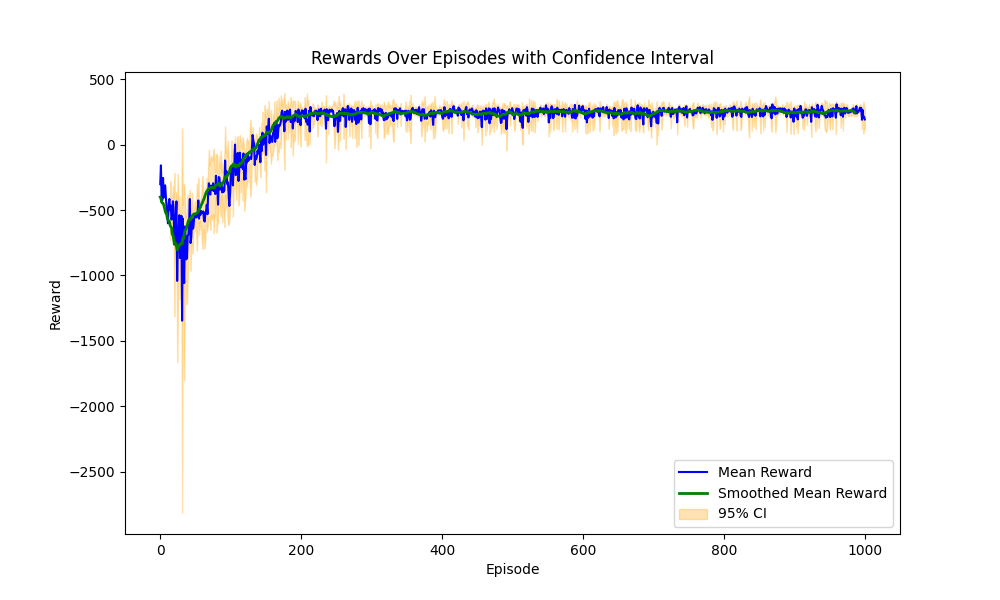 Rewards Over Episodes with Confidence Interval
500
0
−500
−1000
−1500
−2000
−2500
Reward
Mean Reward
Smoothed Mean Reward
95% CI
0
200
400
600
800
1000
Episode